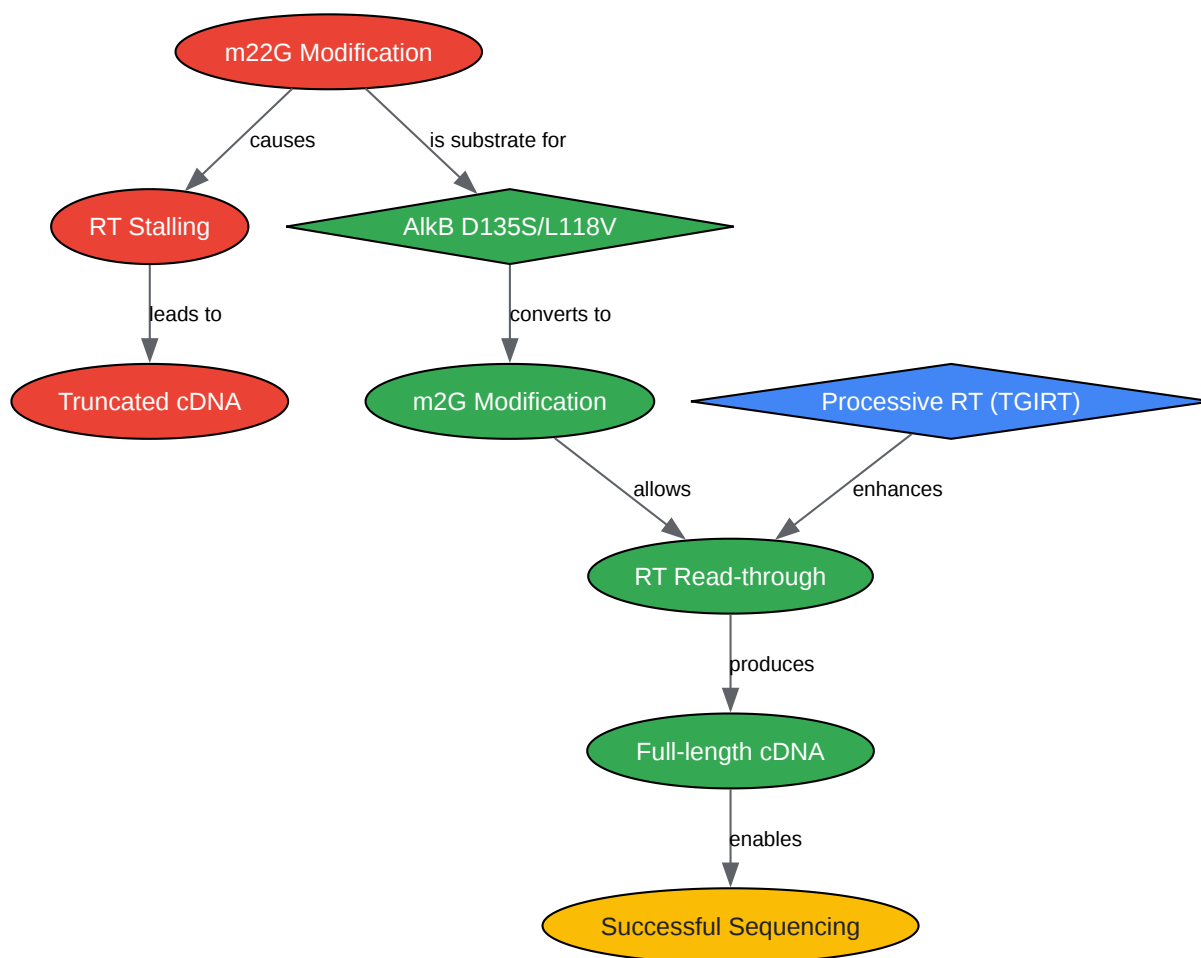 m22G Modification
causes
is substrate for
RT Stalling
AlkB D135S/L118V
leads to
converts to
Truncated cDNA
m2G Modification
Processive RT (TGIRT)
allows
enhances
RT Read-through
produces
Full-length cDNA
enables
Successful Sequencing